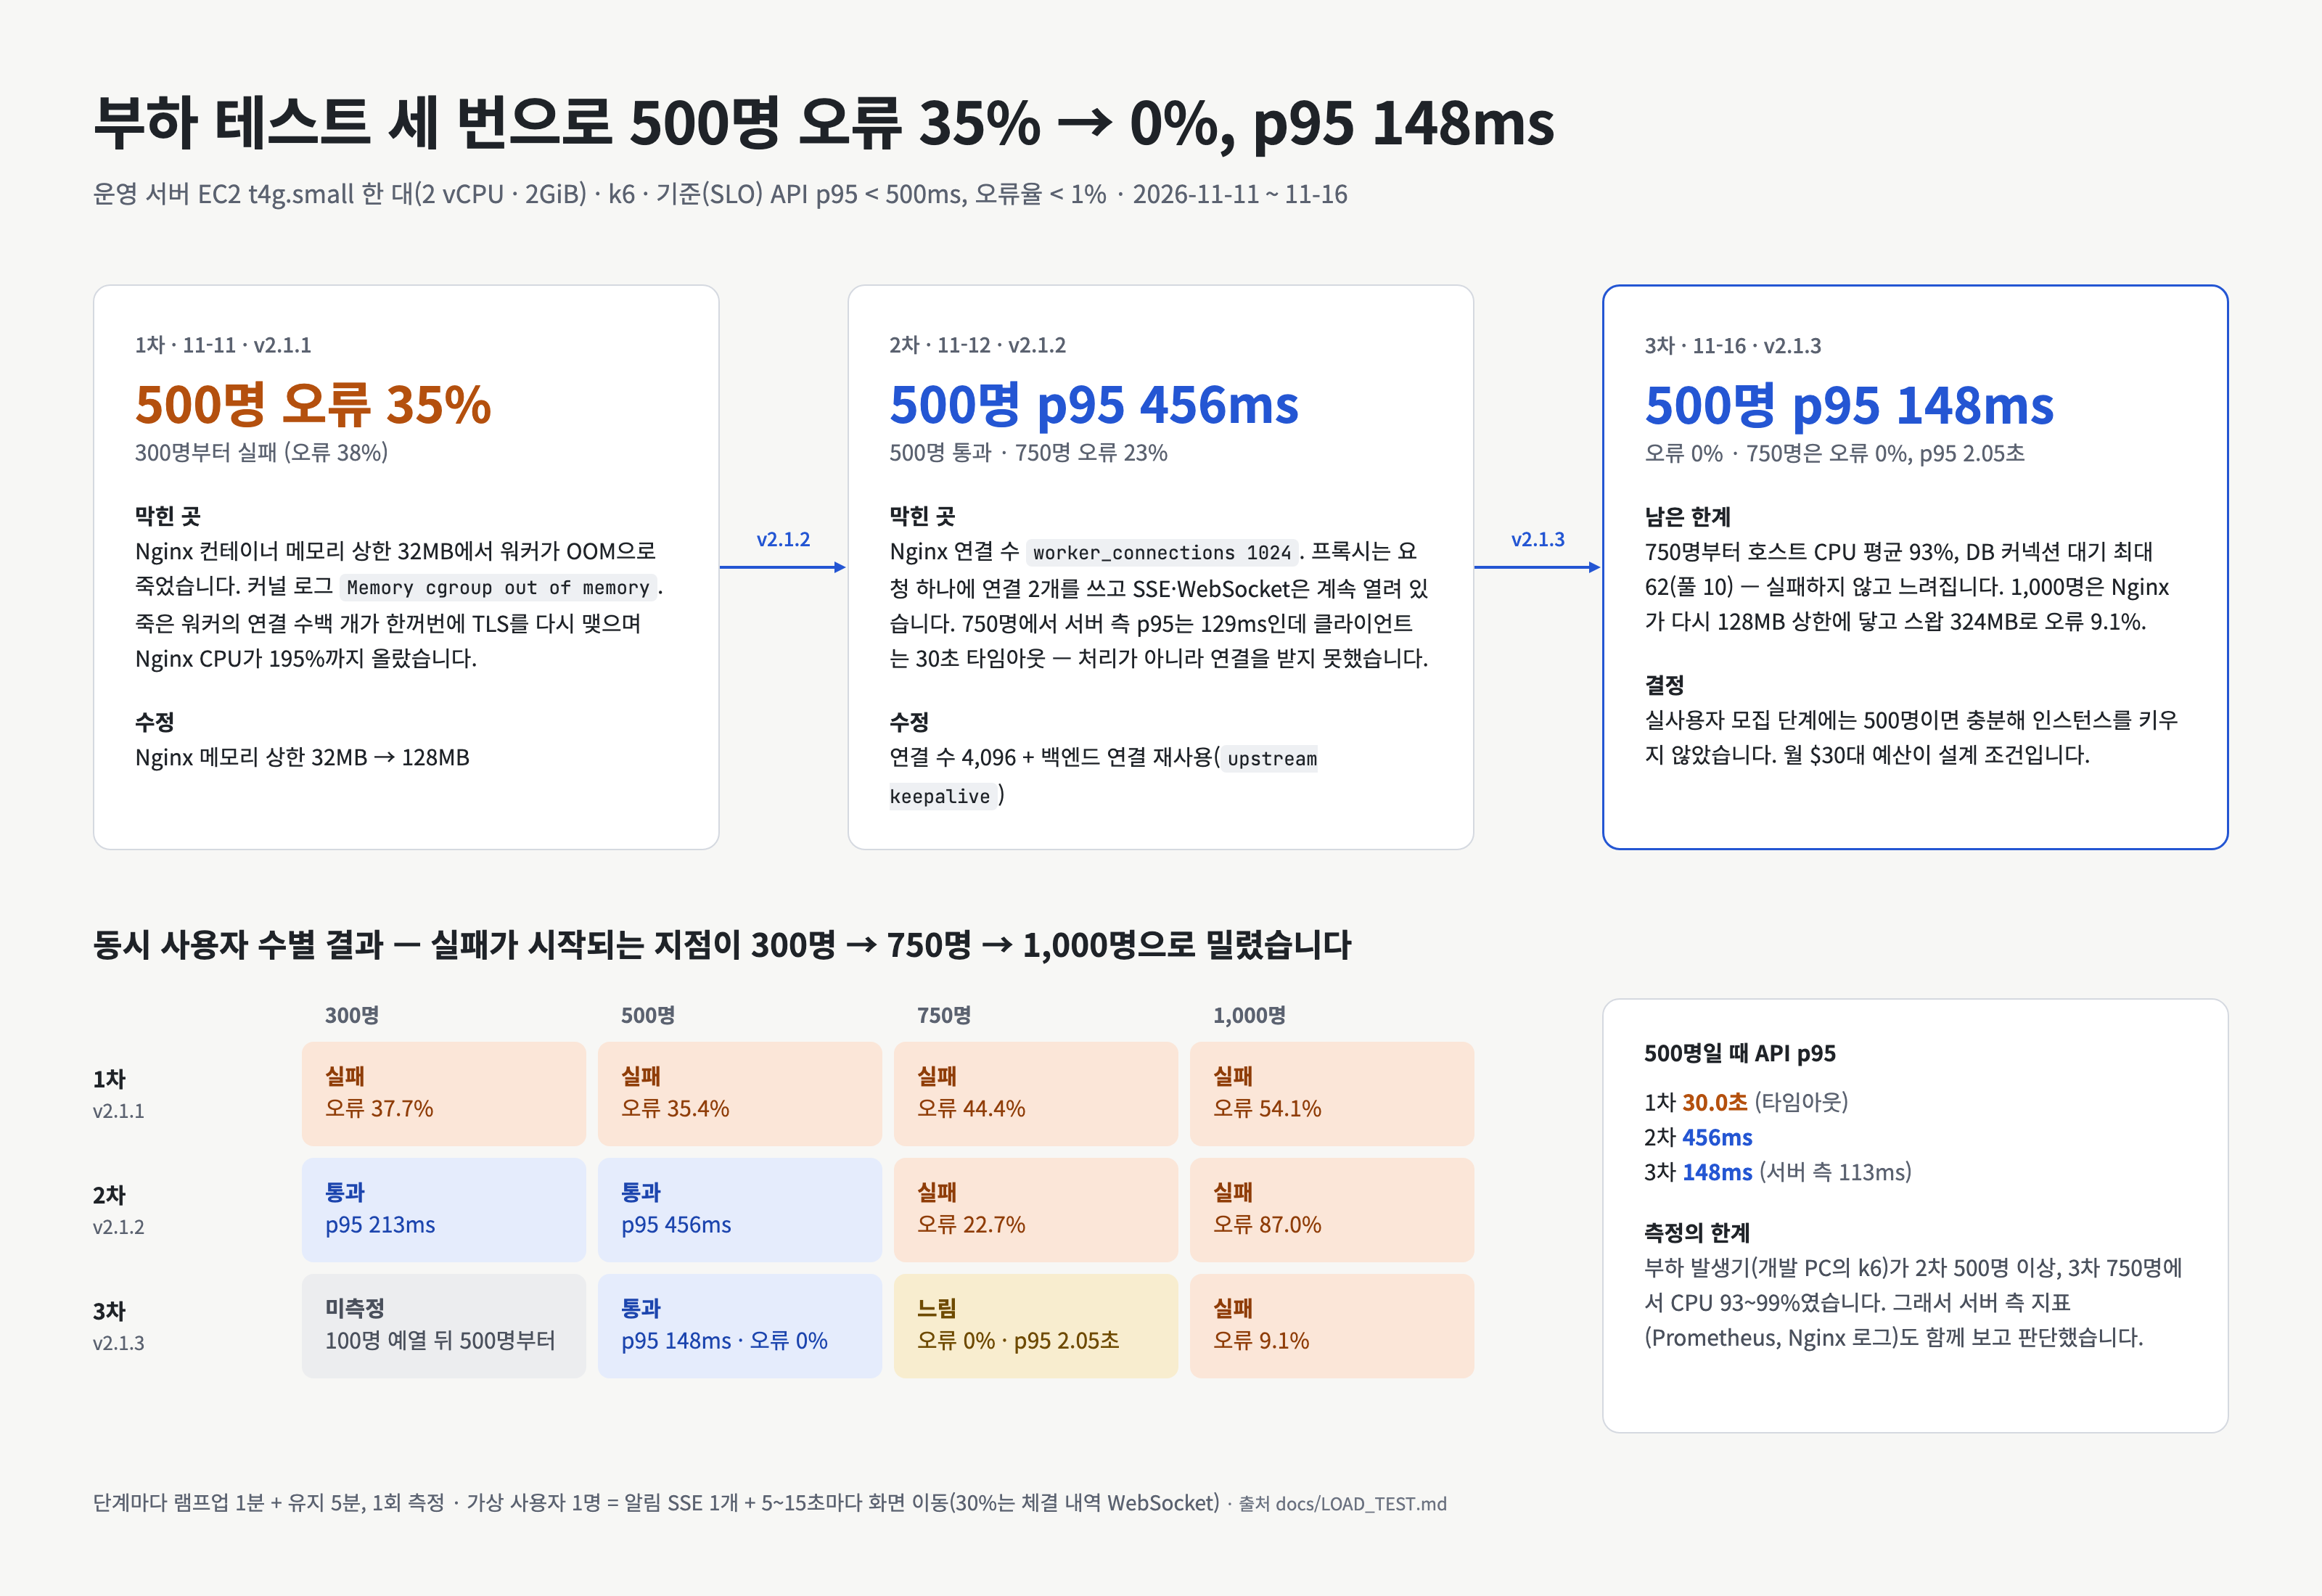 부하 테스트 세 번으로 500명 오류 35% → 0%, p95 148ms
운영 서버 EC2 t4g.small 한 대(2 vCPU · 2GiB) · k6 · 기준(SLO) API p95 < 500ms, 오류율 < 1% · 2026-11-11 ~ 11-16
1차 · 11-11 · v2.1.1
500명 오류 35%
300명부터 실패 (오류 38%)
막힌 곳
Nginx 컨테이너 메모리 상한 32MB에서 워커가 OOM으로
죽었습니다. 커널 로그 Memory cgroup out of memory.
죽은 워커의 연결 수백 개가 한꺼번에 TLS를 다시 맺으며
Nginx CPU가 195%까지 올랐습니다.
수정
Nginx 메모리 상한 32MB → 128MB
v2.1.2
2차 · 11-12 · v2.1.2
500명 p95 456ms
500명 통과 · 750명 오류 23%
막힌 곳
Nginx 연결 수 worker_connections 1024. 프록시는 요
청 하나에 연결 2개를 쓰고 SSE·WebSocket은 계속 열려 있
습니다. 750명에서 서버 측 p95는 129ms인데 클라이언트
는 30초 타임아웃 — 처리가 아니라 연결을 받지 못했습니다.
수정
연결 수 4,096 + 백엔드 연결 재사용(upstream
keepalive)
v2.1.3
3차 · 11-16 · v2.1.3
500명 p95 148ms
오류 0% · 750명은 오류 0%, p95 2.05초
남은 한계
750명부터 호스트 CPU 평균 93%, DB 커넥션 대기 최대
62(풀 10) — 실패하지 않고 느려집니다. 1,000명은 Nginx
가 다시 128MB 상한에 닿고 스왑 324MB로 오류 9.1%.
결정
실사용자 모집 단계에는 500명이면 충분해 인스턴스를 키우
지 않았습니다. 월 $30대 예산이 설계 조건입니다.
동시 사용자 수별 결과 — 실패가 시작되는 지점이 300명 → 750명 → 1,000명으로 밀렸습니다
300명 500명 750명 1,000명
1차
v2.1.1
실패
오류 37.7%
실패
오류 35.4%
실패
오류 44.4%
실패
오류 54.1%
2차
v2.1.2
통과
p95 213ms
통과
p95 456ms
실패
오류 22.7%
실패
오류 87.0%
3차
v2.1.3
미측정
100명 예열 뒤 500명부터
통과
p95 148ms · 오류 0%
느림
오류 0% · p95 2.05초
실패
오류 9.1%
500명일 때 API p95
1차 30.0초 (타임아웃)
2차 456ms
3차 148ms (서버 측 113ms)
측정의 한계
부하 발생기(개발 PC의 k6)가 2차 500명 이상, 3차 750명에
서 CPU 93~99%였습니다. 그래서 서버 측 지표
(Prometheus, Nginx 로그)도 함께 보고 판단했습니다.
단계마다 램프업 1분 + 유지 5분, 1회 측정 · 가상 사용자 1명 = 알림 SSE 1개 + 5~15초마다 화면 이동(30%는 체결 내역 WebSocket) · 출처 docs/LOAD_TEST.md